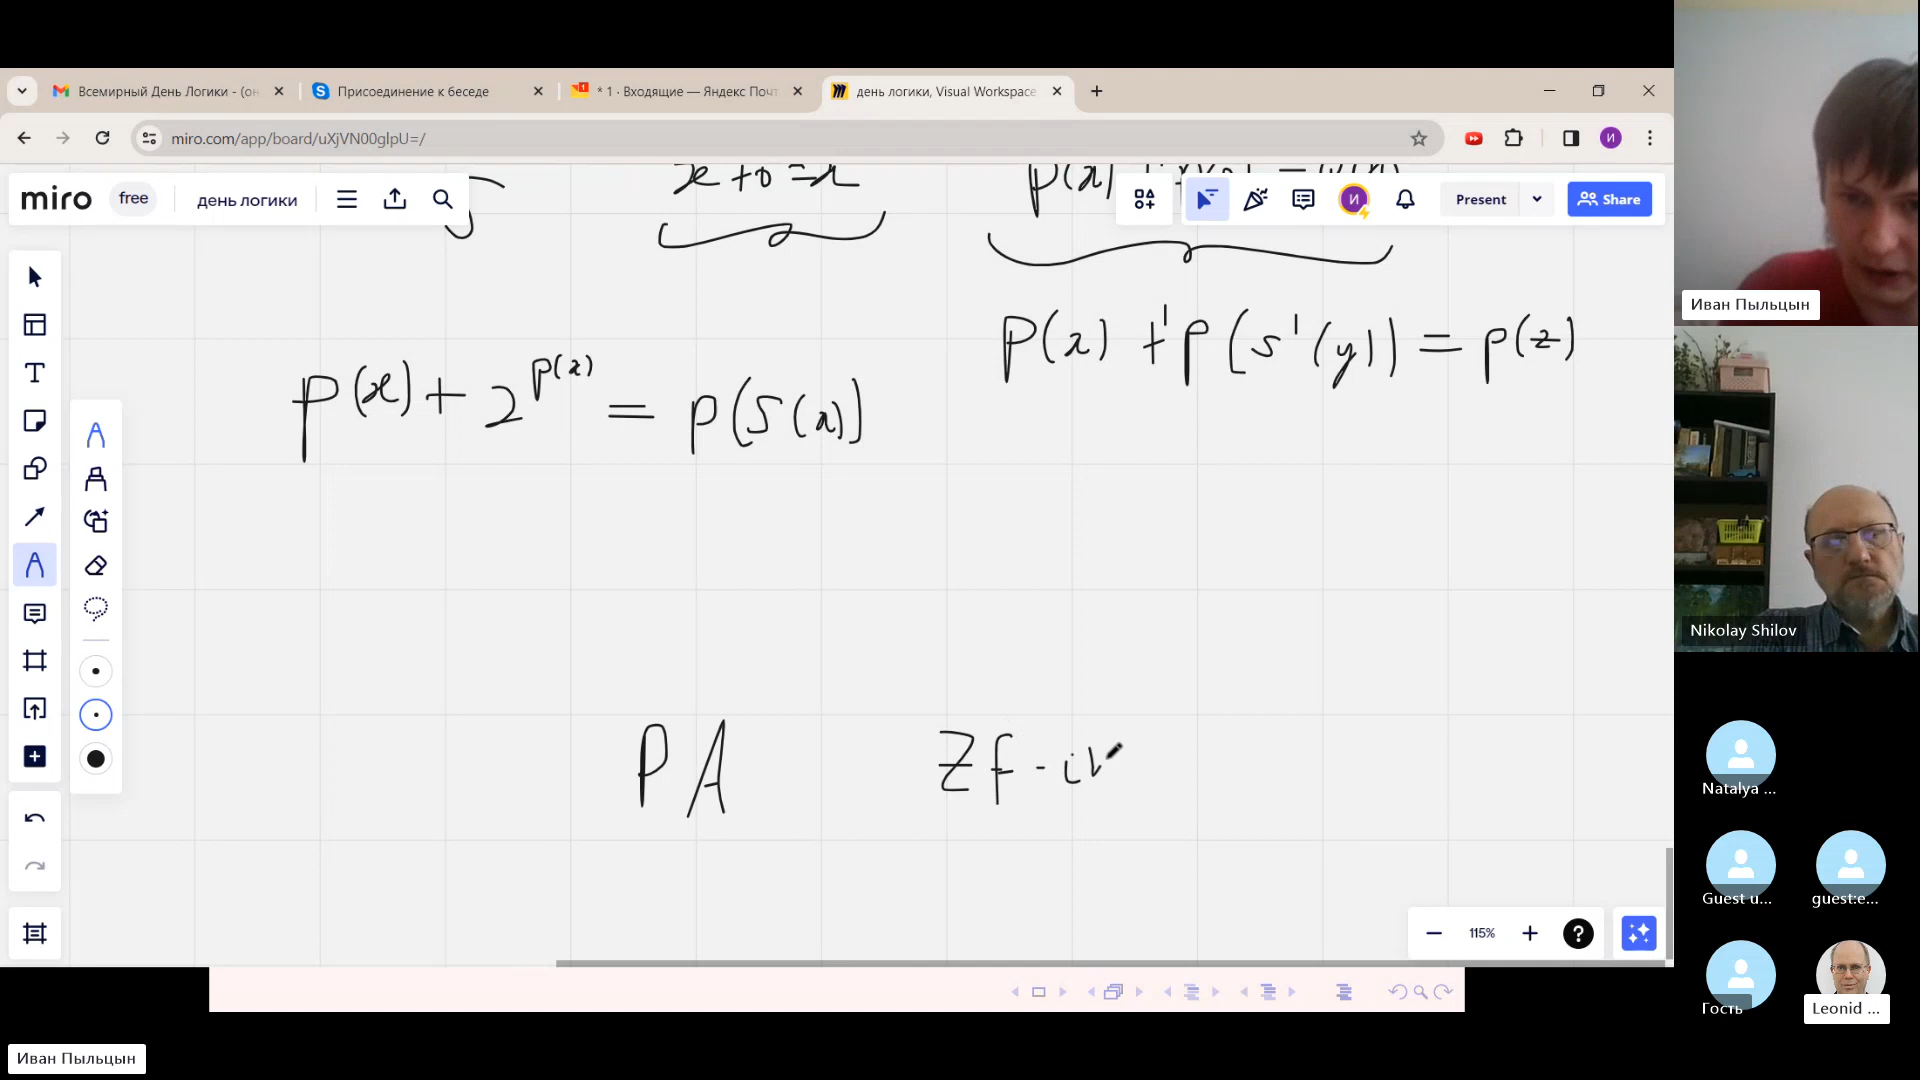 Всемирный День Логики - (он
Присоединение к беседе
* 1 · Входящие — Яндекс Почт
день логики, Visual Workspace
miro.com/app/board/uXjVN00glpU=/
И
miro free день логики
И
Present
Share
x + 0 = x
p(x) + p(S'(y)) = p(z)
p(x) + 2^p(x) = p(S(x))
PA ZF-in
115%
Иван Пыльцын
Nikolay Shilov
Natalya ...
Guest u...
guest:e...
Гость
Leonid ...
Иван Пыльцын